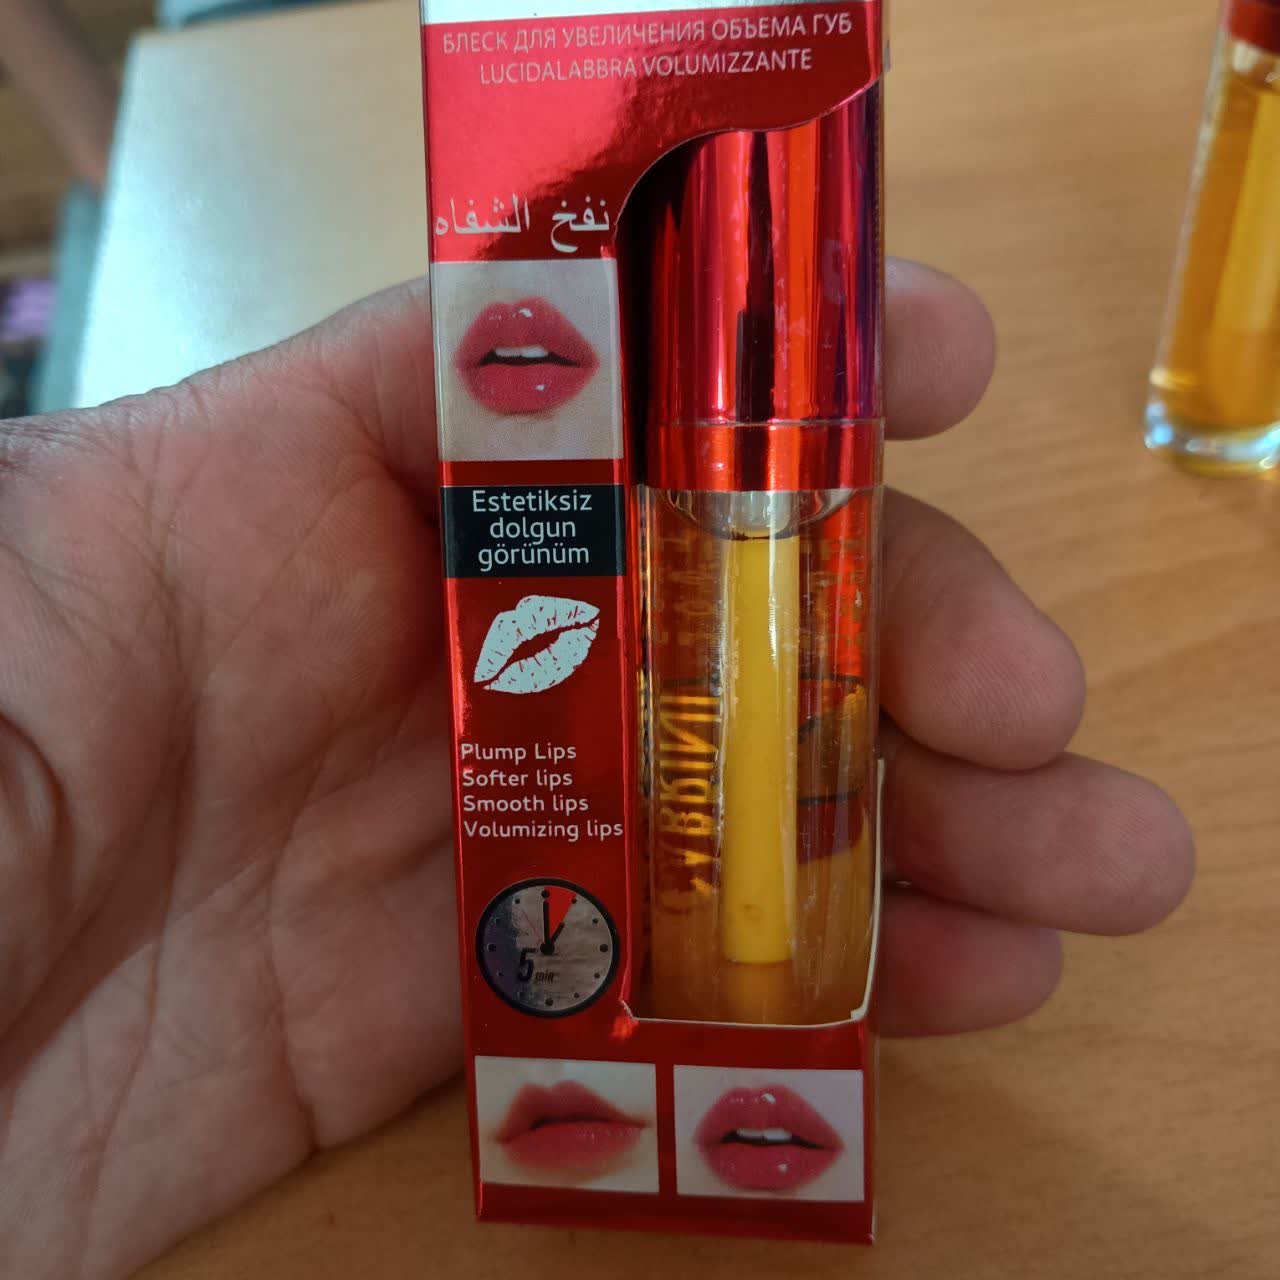 БЛЕСК ДЛЯ УВЕЛИЧЕНИЯ ОБЪЕМА ГУБ
LUCIDALABBRA VOLUMIZZANTE
نفخ الشفاه
Estetiksiz
dolgun
görünüm
Plump Lips
Softer lips
Smooth lips
Volumizing lips
5 min